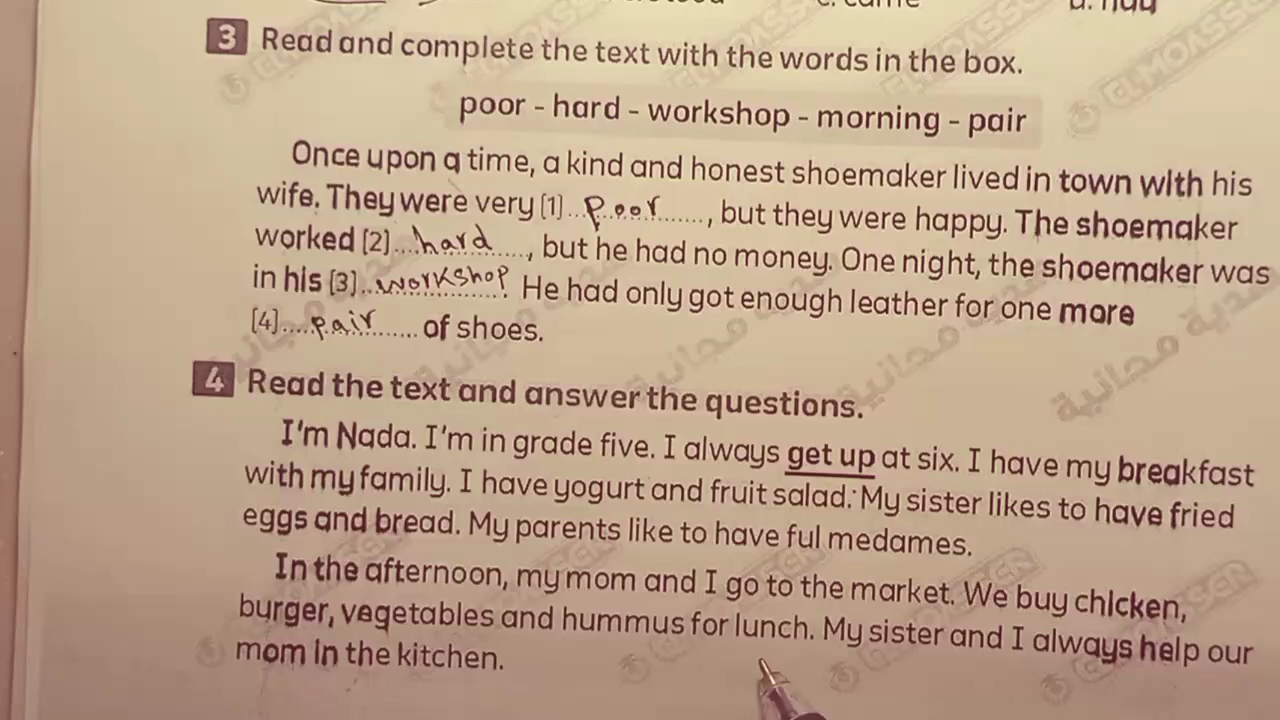 c. came
3 Read and complete the text with the words in the box.
poor - hard - workshop - morning - pair
Once upon a time, a kind and honest shoemaker lived in town with his
wife. They were very [1] ...poor......, but they were happy. The shoemaker
worked [2] ...hard......, but he had no money. One night, the shoemaker was
in his [3] ..workshop. He had only got enough leather for one more
[4] ....pair...... of shoes.
4 Read the text and answer the questions.
I'm Nada. I'm in grade five. I always get up at six. I have my breakfast
with my family. I have yogurt and fruit salad. My sister likes to have fried
eggs and bread. My parents like to have ful medames.
In the afternoon, my mom and I go to the market. We buy chicken,
burger, vegetables and hummus for lunch. My sister and I always help our
mom in the kitchen.